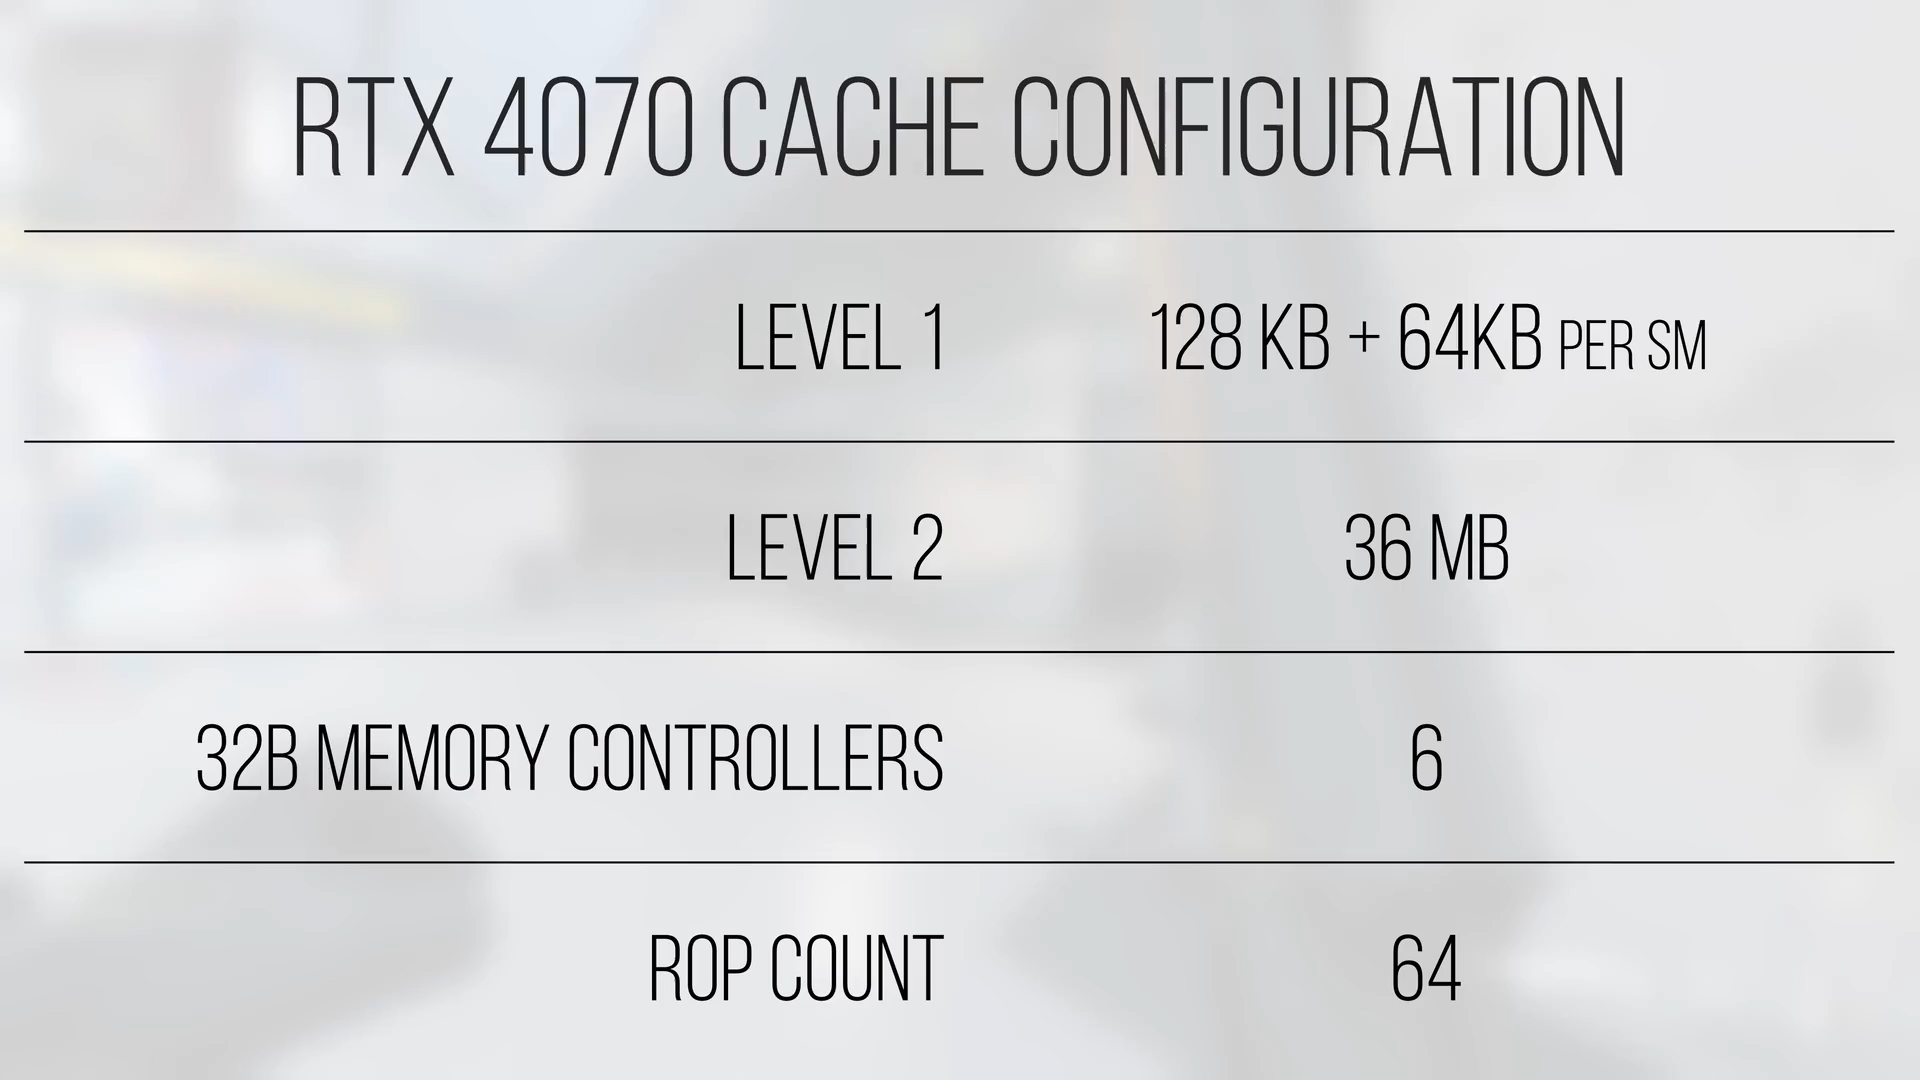 RTX 4070 CACHE CONFIGURATION
LEVEL 1 128 KB + 64KB PER SM
LEVEL 2 36 MB
32B MEMORY CONTROLLERS 6
ROP COUNT 64